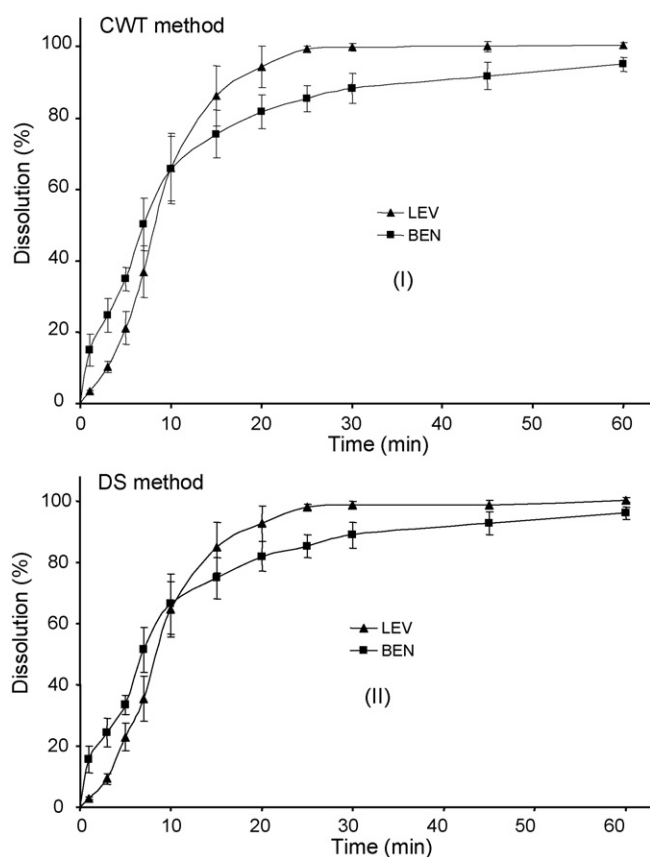 CWT method
100
80
60
40
20
0
Dissolution (%)
LEV
BEN
(I)
0 10 20 30 40 50 60
Time (min)
DS method
100
80
60
40
20
0
Dissolution (%)
LEV
BEN
(II)
0 10 20 30 40 50 60
Time (min)